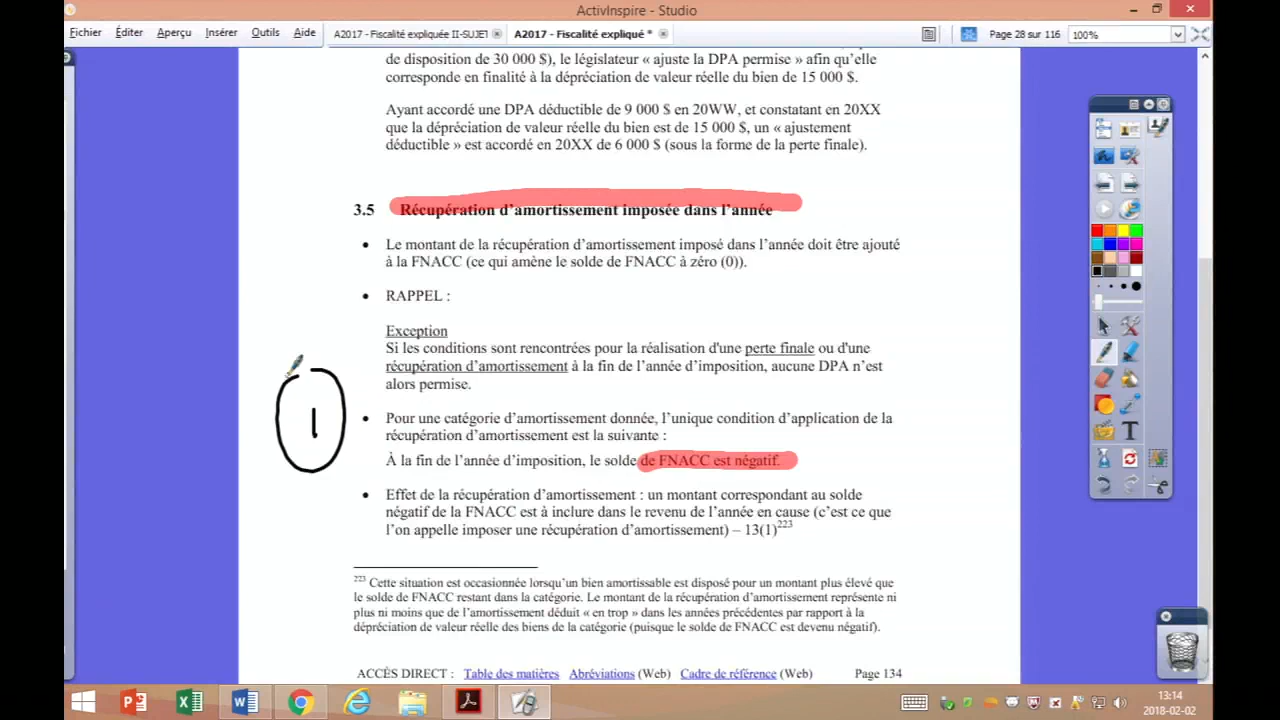 ActivInspire - Studio
Fichier Éditer Aperçu Insérer Outils Aide
A2017 - Fiscalité expliquée II-SUJET
A2017 - Fiscalité expliqué *
Page 28 sur 116
100%
de disposition de 30 000 $), le législateur « ajuste la DPA permise » afin qu'elle
corresponde en finalité à la dépréciation de valeur réelle du bien de 15 000 $.
Ayant accordé une DPA déductible de 9 000 $ en 20WW, et constatant en 20XX
que la dépréciation de valeur réelle du bien est de 15 000 $, un « ajustement
déductible » est accordé en 20XX de 6 000 $ (sous la forme de la perte finale).
3.5 Récupération d'amortissement imposée dans l'année
• Le montant de la récupération d'amortissement imposé dans l'année doit être ajouté
à la FNACC (ce qui amène le solde de FNACC à zéro (0)).
• RAPPEL :
Exception
Si les conditions sont rencontrées pour la réalisation d'une perte finale ou d'une
récupération d'amortissement à la fin de l'année d'imposition, aucune DPA n'est
alors permise.
1
• Pour une catégorie d'amortissement donnée, l'unique condition d'application de la
récupération d'amortissement est la suivante :
À la fin de l'année d'imposition, le solde de FNACC est négatif.
• Effet de la récupération d'amortissement : un montant correspondant au solde
négatif de la FNACC est à inclure dans le revenu de l'année en cause (c'est ce que
l'on appelle imposer une récupération d'amortissement) – 13(1)223
223 Cette situation est occasionnée lorsqu'un bien amortissable est disposé pour un montant plus élevé que
le solde de FNACC restant dans la catégorie. Le montant de la récupération d'amortissement représente ni
plus ni moins que de l'amortissement déduit « en trop » dans les années précédentes par rapport à la
dépréciation de valeur réelle des biens de la catégorie (puisque le solde de FNACC est devenu négatif).
ACCÈS DIRECT : Table des matières Abréviations (Web) Cadre de référence (Web) Page 134
13:14
2018-02-02